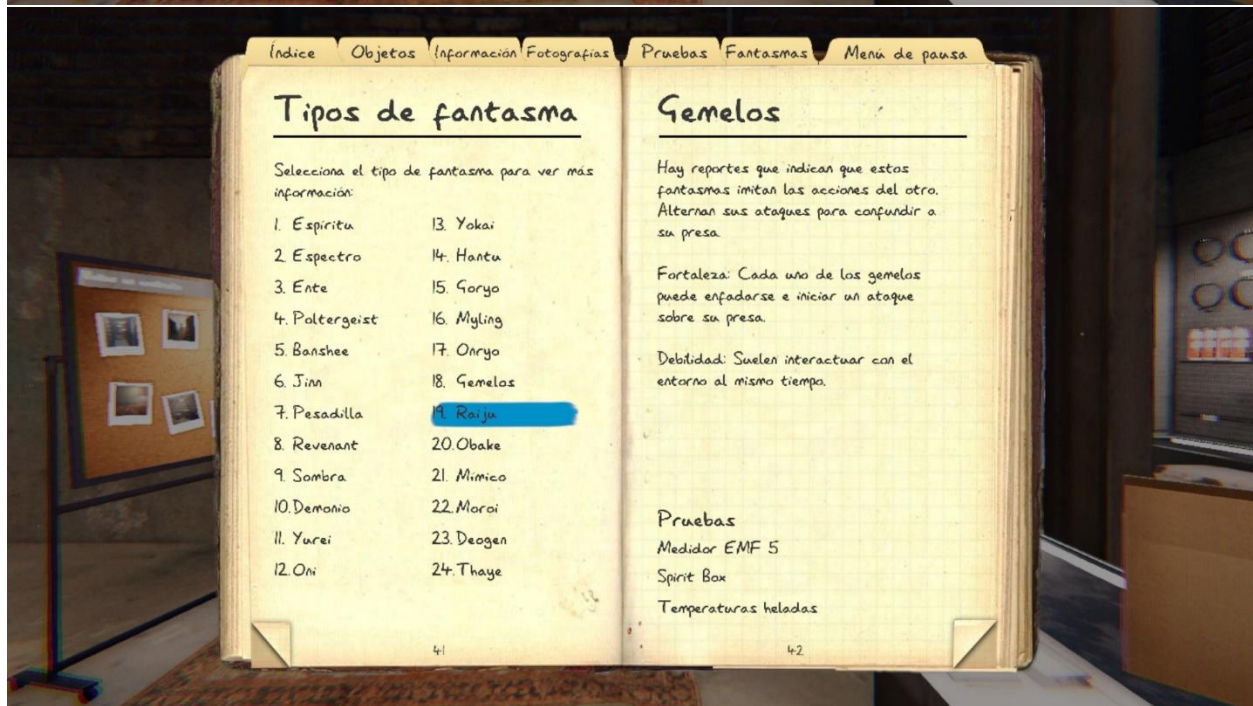 Índice
Objetos
Información
Fotografías
Pruebas
Fantasmas
Menú de pausa
Tipos de fantasma
Selecciona el tipo de fantasma para ver más
información:
1. Espíritu
2. Espectro
3. Ente
4. Poltergeist
5. Banshee
6. Jinn
7. Pesadilla
8. Revenant
9. Sombra
10. Demonio
11. Yurei
12. Oni
13. Yokai
14. Hantu
15. Goryo
16. Myling
17. Onryo
18. Gemelos
19. Raiju
20. Obake
21. Mímico
22. Moroi
23. Deogen
24. Thaye
41
Gemelos
Hay reportes que indican que estos
fantasmas imitan las acciones del otro.
Alternan sus ataques para confundir a
su presa.
Fortaleza: Cada uno de los gemelos
puede enfadarse e iniciar un ataque
sobre su presa.
Debilidad: Suelen interactuar con el
entorno al mismo tiempo.
Pruebas
Medidor EMF 5
Spirit Box
Temperaturas heladas
42